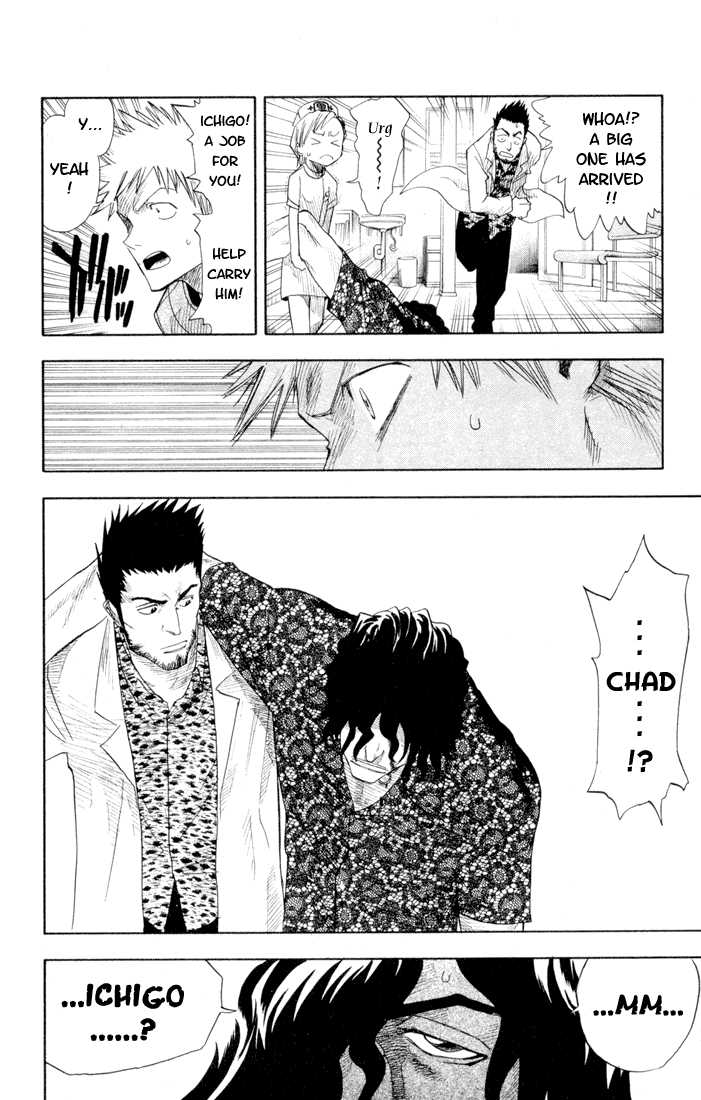 WHOA!?
A BIG
ONE HAS
ARRIVED
!!
Urg
!
ICHIGO!
A JOB
FOR
YOU!
HELP
CARRY
HIM!
Y...
YEAH
!
...
CHAD
....
!?
...MM...
...ICHIGO
......?